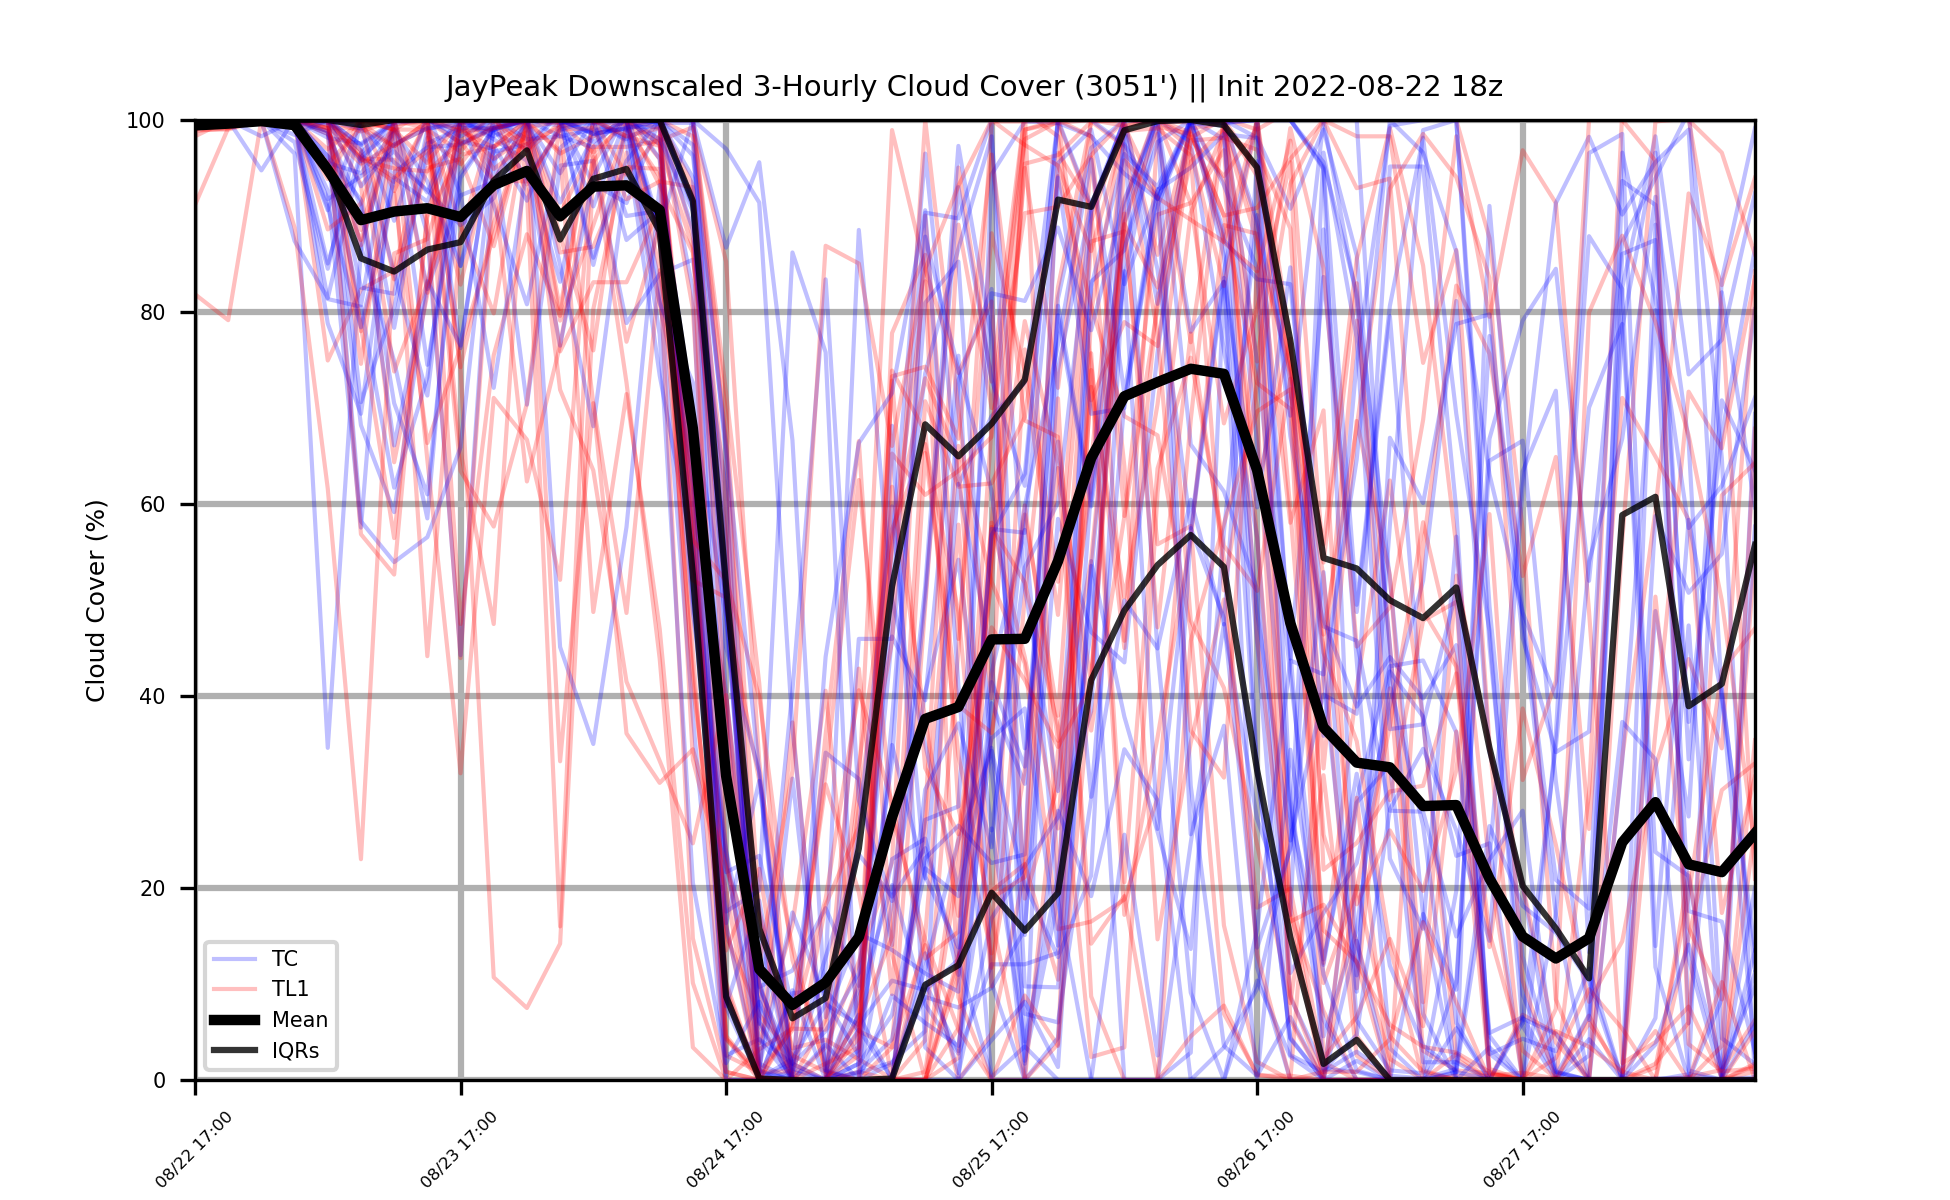 JayPeak Downscaled 3-Hourly Cloud Cover (3051') || Init 2022-08-22 18z
Cloud Cover (%)
100
80
60
40
20
0
TC
TL1
Mean
IQRs
08/22 17:00
08/23 17:00
08/24 17:00
08/25 17:00
08/26 17:00
08/27 17:00